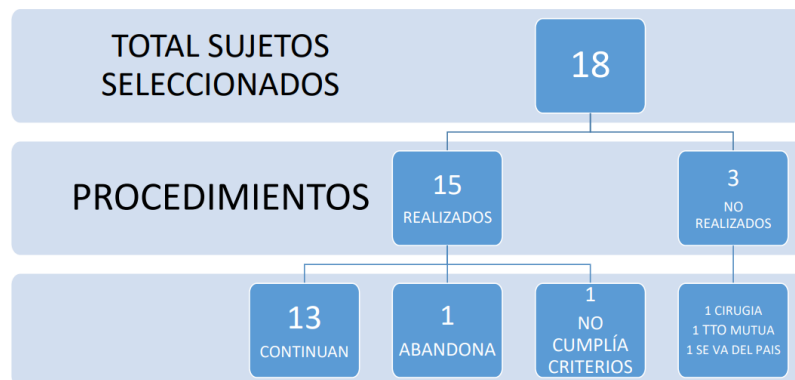 TOTAL SUJETOS
SELECCIONADOS
18
PROCEDIMIENTOS
15
REALIZADOS
3
NO
REALIZADOS
13
CONTINUAN
1
ABANDONA
1
NO
CUMPLÍA
CRITERIOS
1 CIRUGIA
1 TTO MUTUA
1 SE VA DEL PAIS